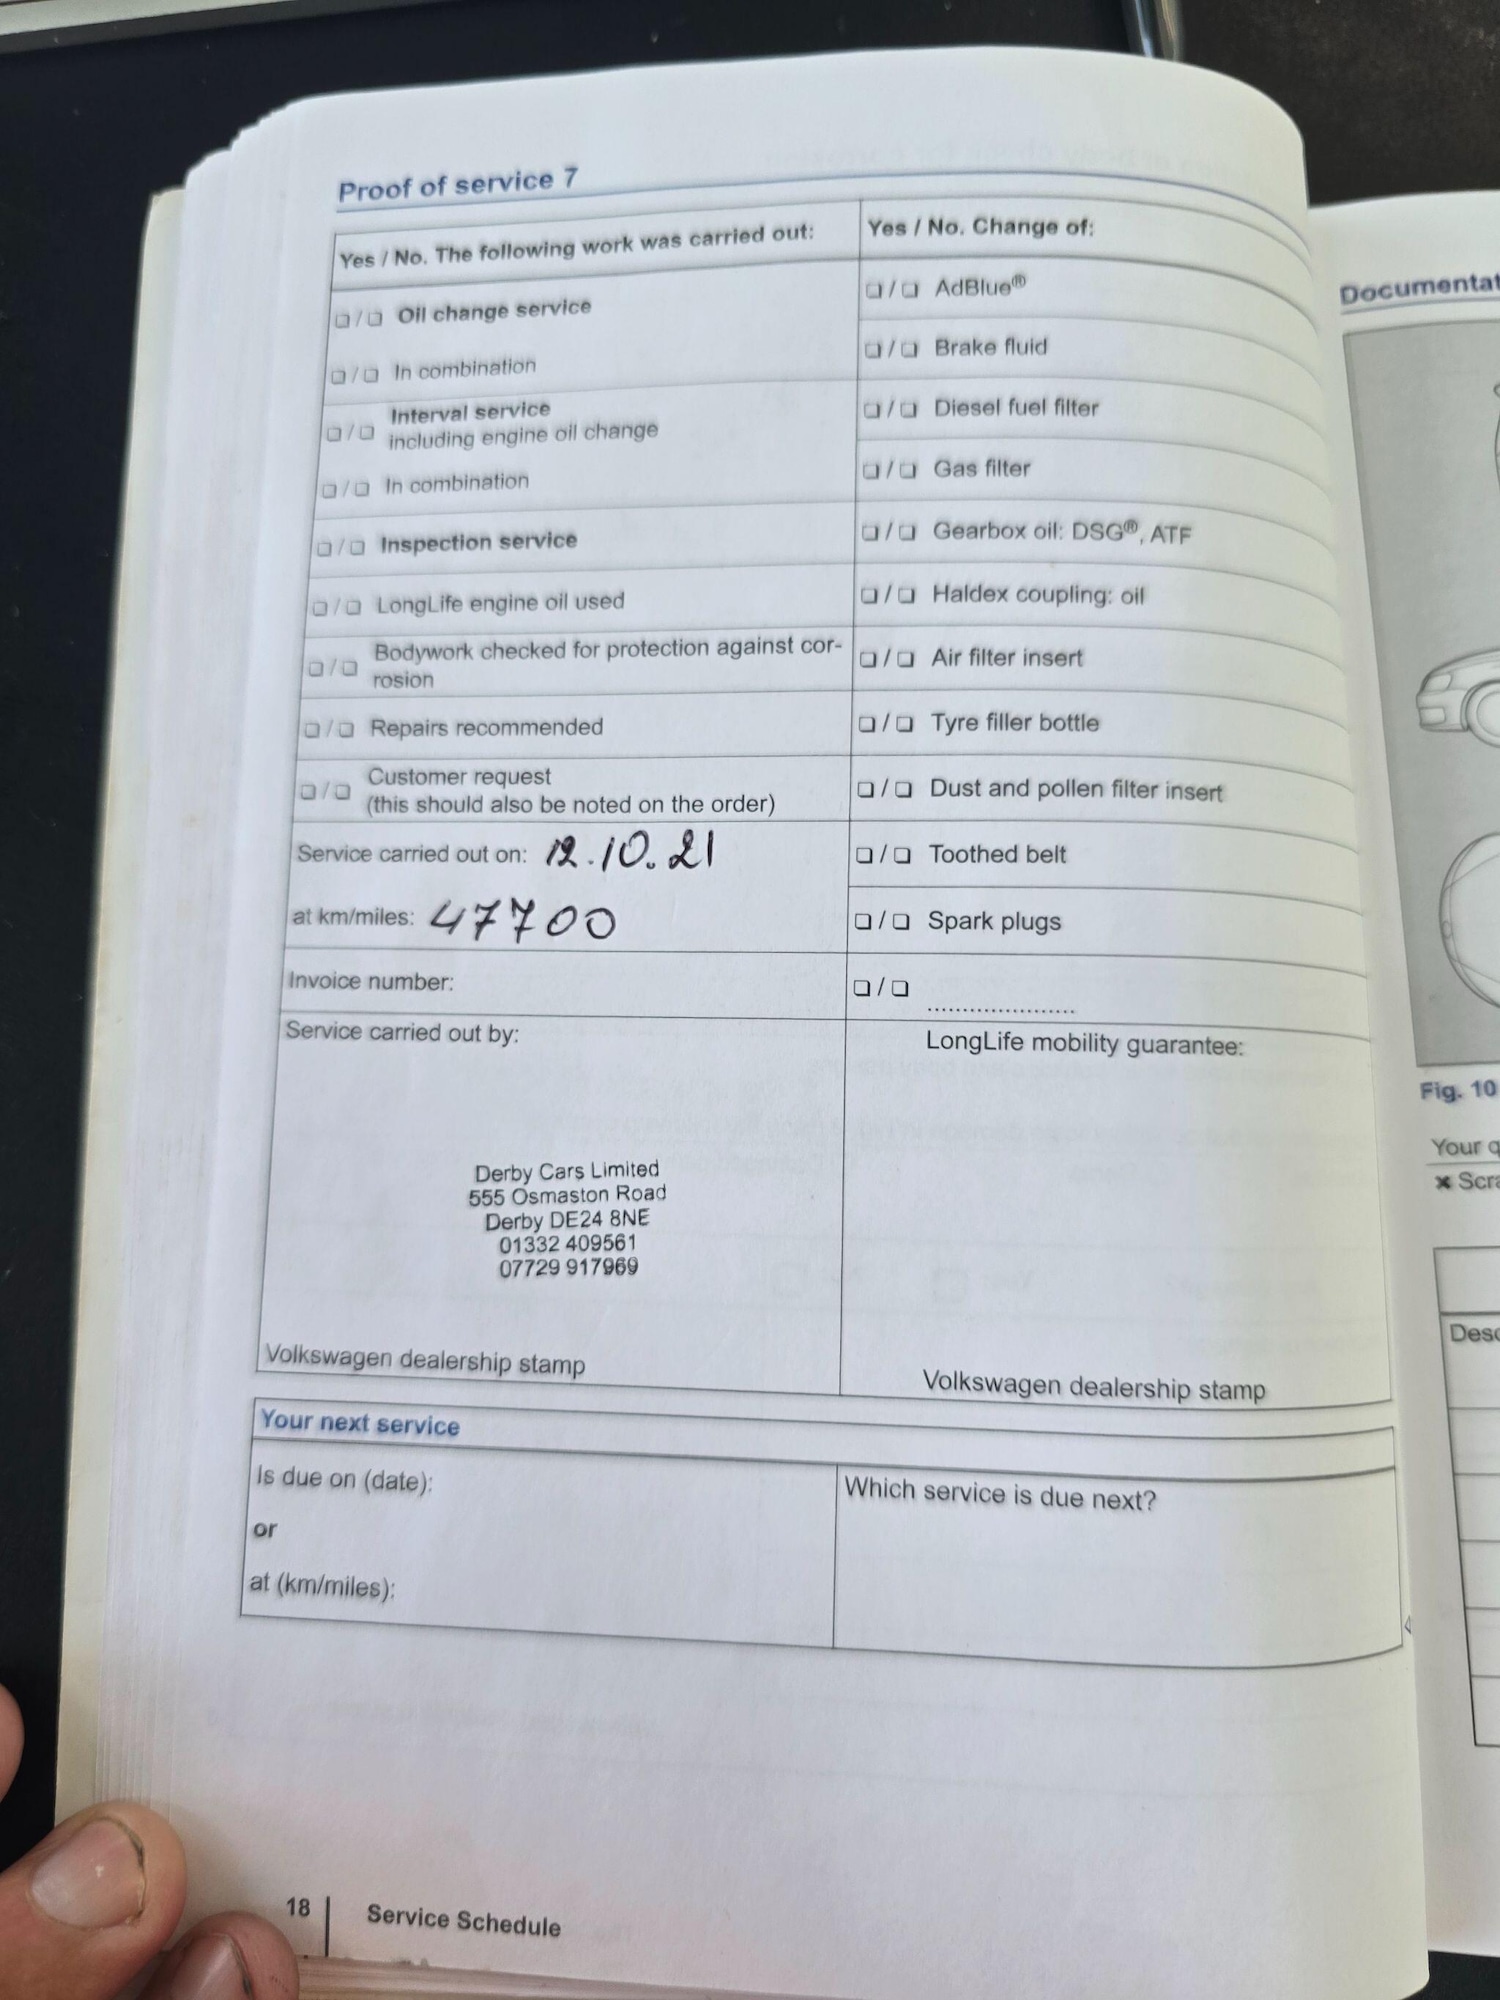 Proof of service 7
Yes / No. The following work was carried out:
❏ / ❏ Oil change service
❏ / ❏ In combination
❏ / ❏ Interval service
including engine oil change
❏ / ❏ In combination
❏ / ❏ Inspection service
❏ / ❏ LongLife engine oil used
❏ / ❏ Bodywork checked for protection against cor-
rosion
❏ / ❏ Repairs recommended
❏ / ❏ Customer request
(this should also be noted on the order)
Service carried out on: 12.10.21
at km/miles: 47700
Invoice number:
Service carried out by:
Derby Cars Limited
555 Osmaston Road
Derby DE24 8NE
01332 409561
07729 917969
Volkswagen dealership stamp
Yes / No. Change of:
❏ / ❏ AdBlue®
❏ / ❏ Brake fluid
❏ / ❏ Diesel fuel filter
❏ / ❏ Gas filter
❏ / ❏ Gearbox oil: DSG®, ATF
❏ / ❏ Haldex coupling: oil
❏ / ❏ Air filter insert
❏ / ❏ Tyre filler bottle
❏ / ❏ Dust and pollen filter insert
❏ / ❏ Toothed belt
❏ / ❏ Spark plugs
❏ / ❏ .....................
LongLife mobility guarantee:
Volkswagen dealership stamp
Your next service
Is due on (date):
or
at (km/miles):
Which service is due next?
18 Service Schedule
Documentat
Fig. 10
Your q
× Scra
Desc